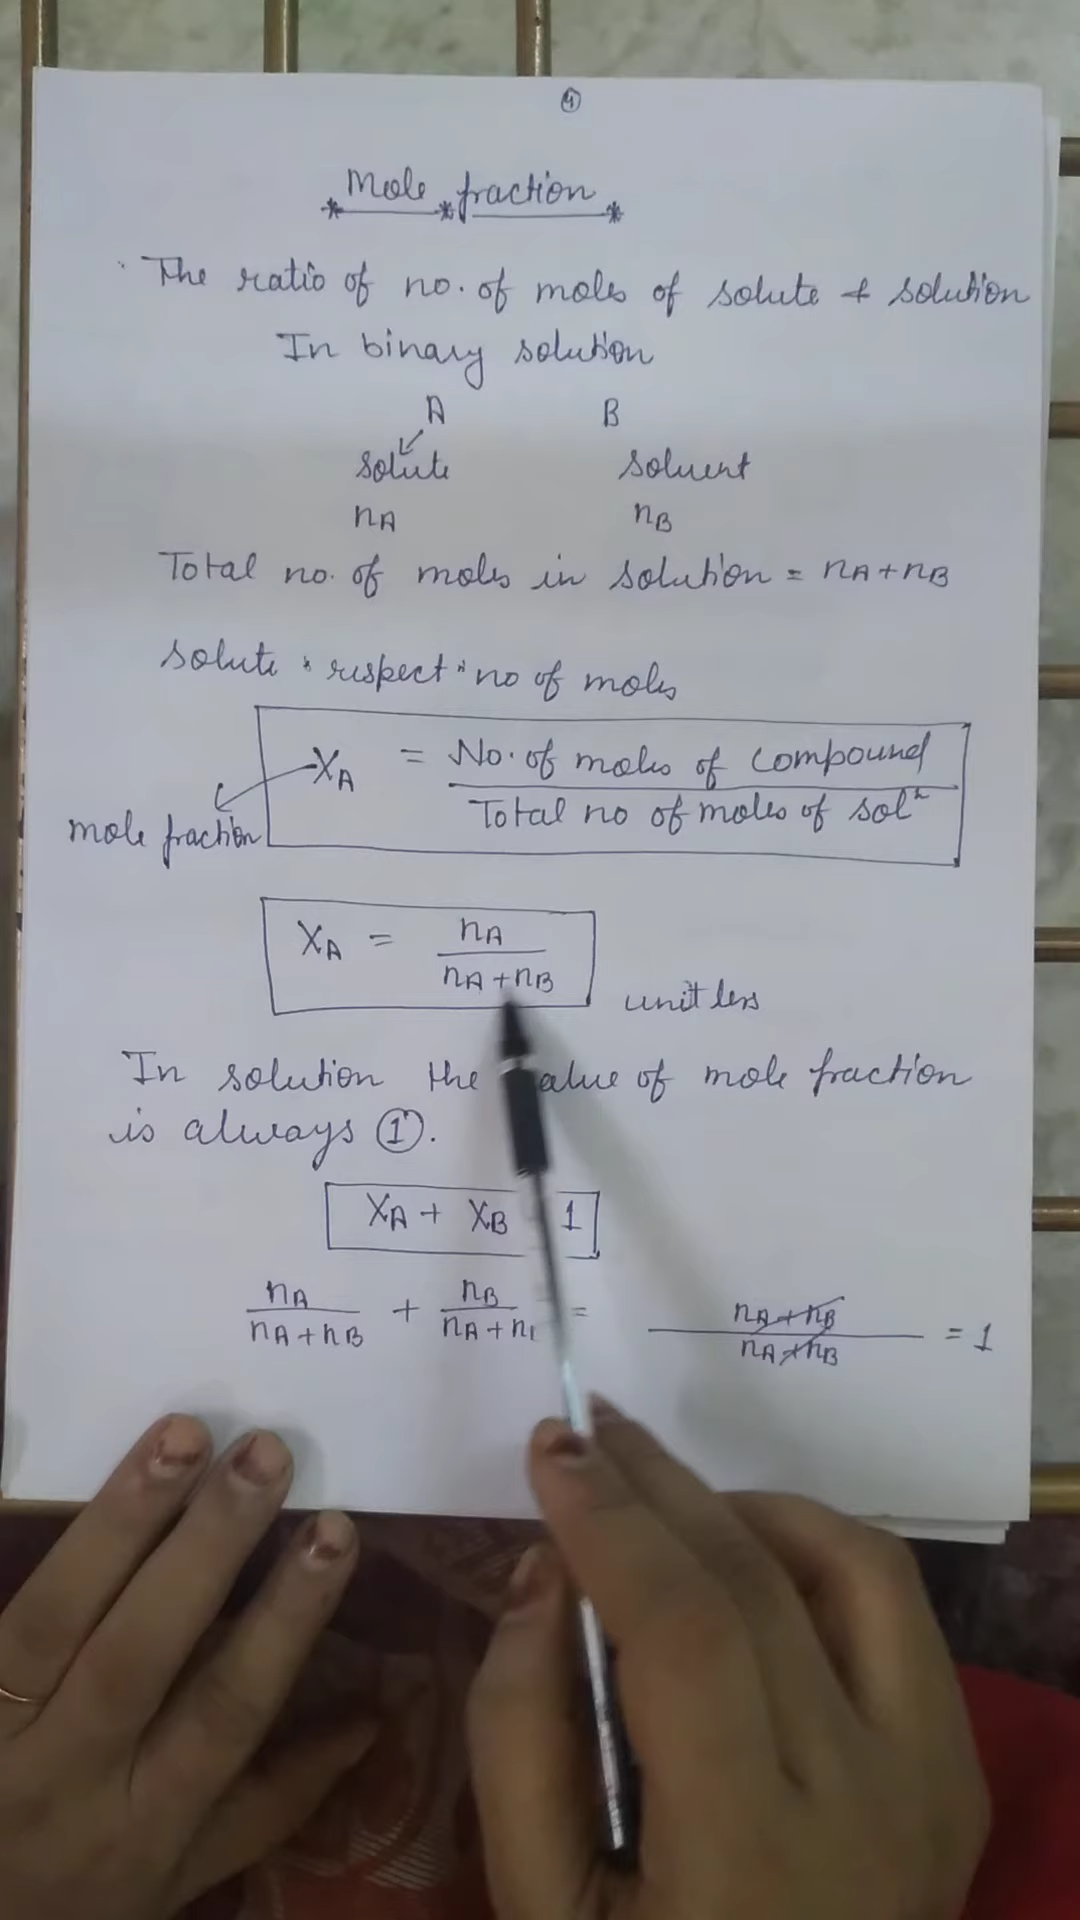 4
Mole fraction
The ratio of no. of moles of solute & solution
In binary solution
A B
solute solvent
nA nB
Total no. of moles in solution = nA+nB
solute "respect" no of moles
XA = No. of moles of compound
Total no of moles of solⁿ
mole fraction
XA = nA
nA+nB
unit less
In solution the value of mole fraction
is always 1.
XA + XB 1
nA + nB = nA+nB = 1
nA+nB nA+n nA+nB